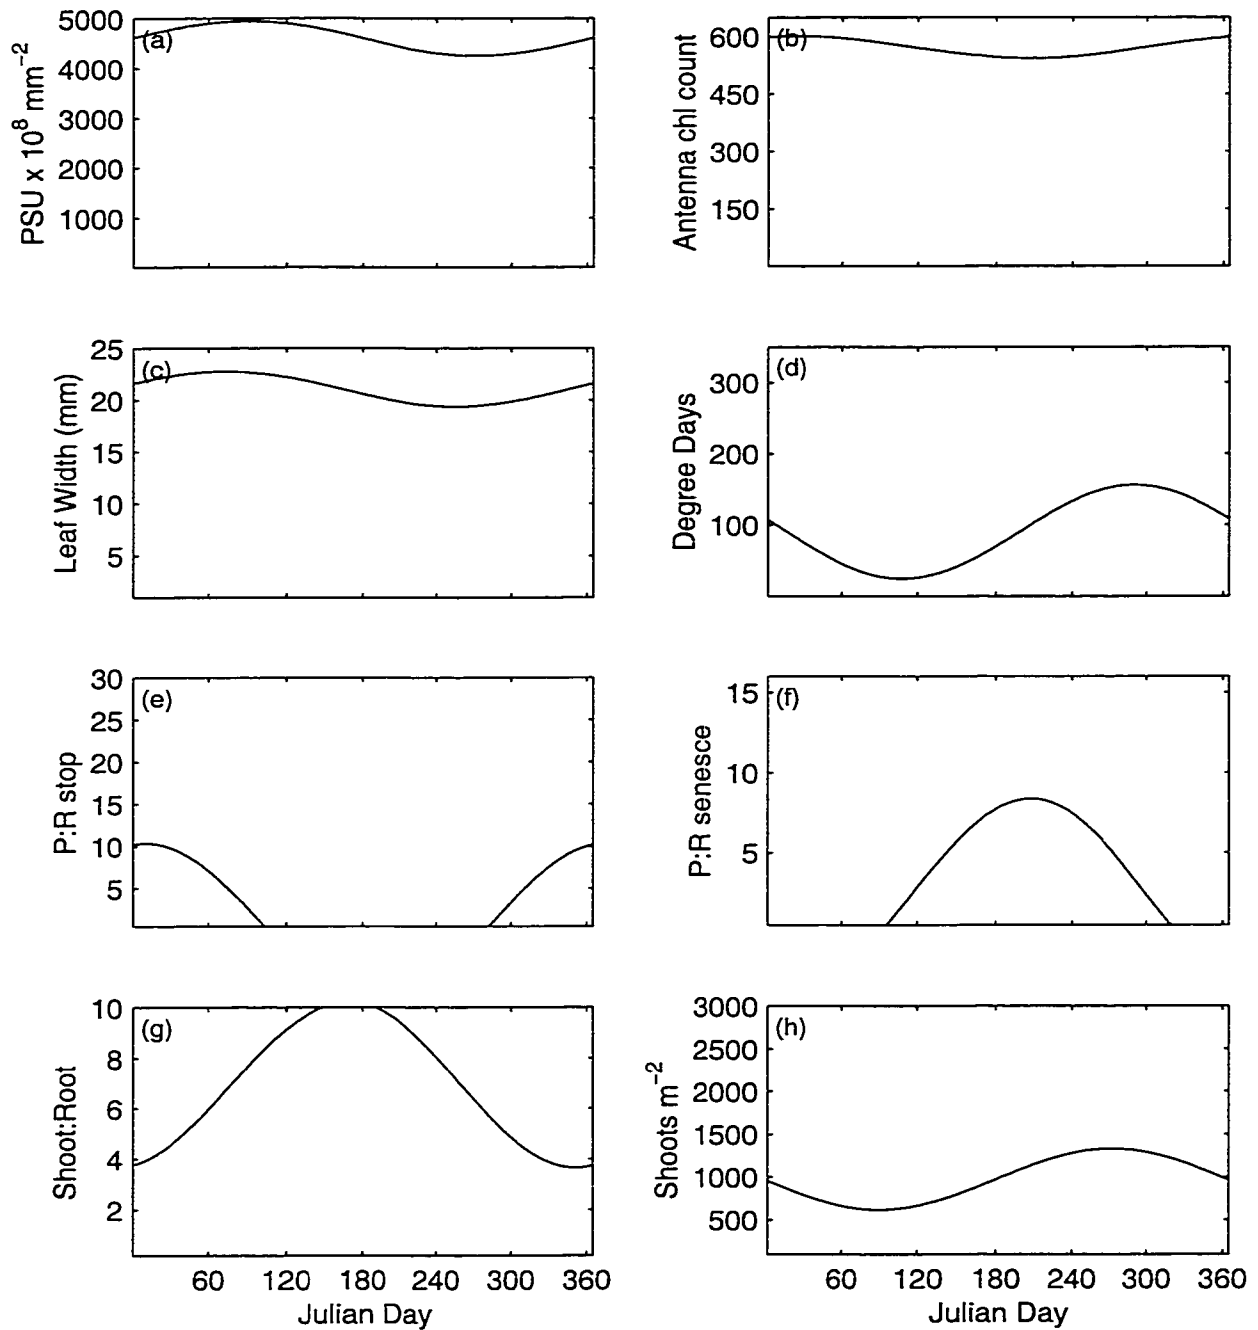 (a)
5000
4000
3000
2000
1000
PSU x 10⁸ mm⁻²
(b)
600
450
300
150
Antenna chl count
(c)
25
20
15
10
5
Leaf Width (mm)
(d)
300
200
100
Degree Days
(e)
30
25
20
15
10
5
P:R stop
(f)
15
10
5
P:R senesce
(g)
10
8
6
4
2
Shoot:Root
60 120 180 240 300 360
Julian Day
(h)
3000
2500
2000
1500
1000
500
Shoots m⁻²
60 120 180 240 300 360
Julian Day